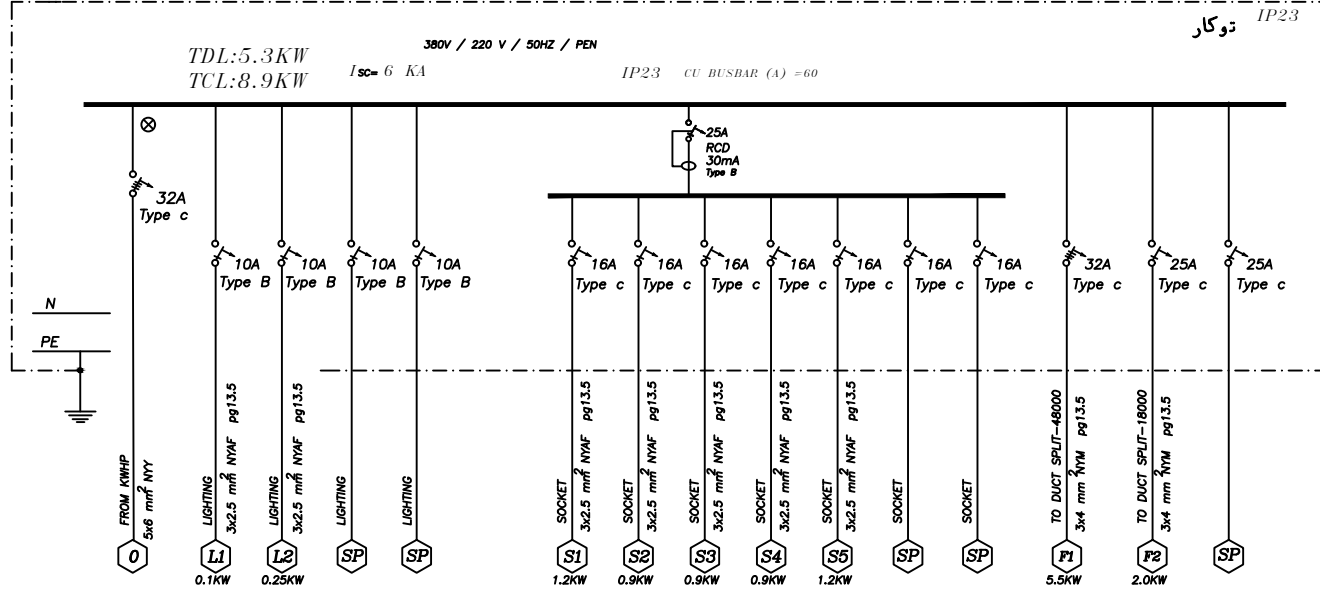 توکار IP23
380V / 220 V / 50HZ / PEN
TDL:5.3KW
TCL:8.9KW
Isc= 6 KA
IP23 CU BUSBAR (A) =60
25A
RCD
30mA
Type B
32A
Type c
10A
Type B
10A
Type B
10A
Type B
10A
Type B
16A
Type c
16A
Type c
16A
Type c
16A
Type c
16A
Type c
16A
Type c
16A
Type c
32A
Type c
25A
Type c
25A
Type c
N
PE
FROM KWHP
5x6 mm² NYY
LIGHTING
3x2.5 mm² NYAF pg13.5
LIGHTING
3x2.5 mm² NYAF pg13.5
LIGHTING
LIGHTING
SOCKET
3x2.5 mm² NYAF pg13.5
SOCKET
3x2.5 mm² NYAF pg13.5
SOCKET
3x2.5 mm² NYAF pg13.5
SOCKET
3x2.5 mm² NYAF pg13.5
SOCKET
3x2.5 mm² NYAF pg13.5
SOCKET
SOCKET
TO DUCT SPLIT-48000
3x4 mm² NYM pg13.5
TO DUCT SPLIT-18000
3x4 mm² NYM pg13.5
0 L1 L2 SP SP S1 S2 S3 S4 S5 SP SP F1 F2 SP
0.1KW 0.25KW 1.2KW 0.9KW 0.9KW 0.9KW 1.2KW 5.5KW 2.0KW